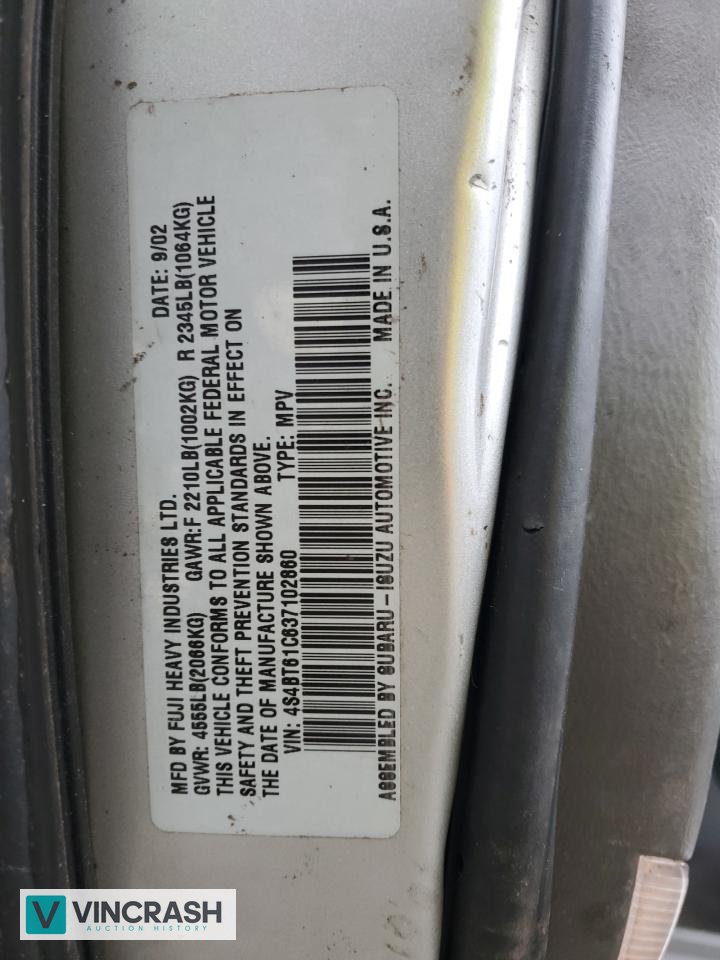 MFD BY FUJI HEAVY INDUSTRIES LTD. DATE: 9/02
GVWR: 4555LB(2066KG) GAWR:F 2210LB(1002KG) R 2345LB(1064KG)
THIS VEHICLE CONFORMS TO ALL APPLICABLE FEDERAL MOTOR VEHICLE
SAFETY AND THEFT PREVENTION STANDARDS IN EFFECT ON
THE DATE OF MANUFACTURE SHOWN ABOVE.
VIN: 4S4BT61C637102860 TYPE: MPV
ASSEMBLED BY SUBARU-ISUZU AUTOMOTIVE INC. MADE IN U.S.A.
V VINCRASH
AUCTION HISTORY